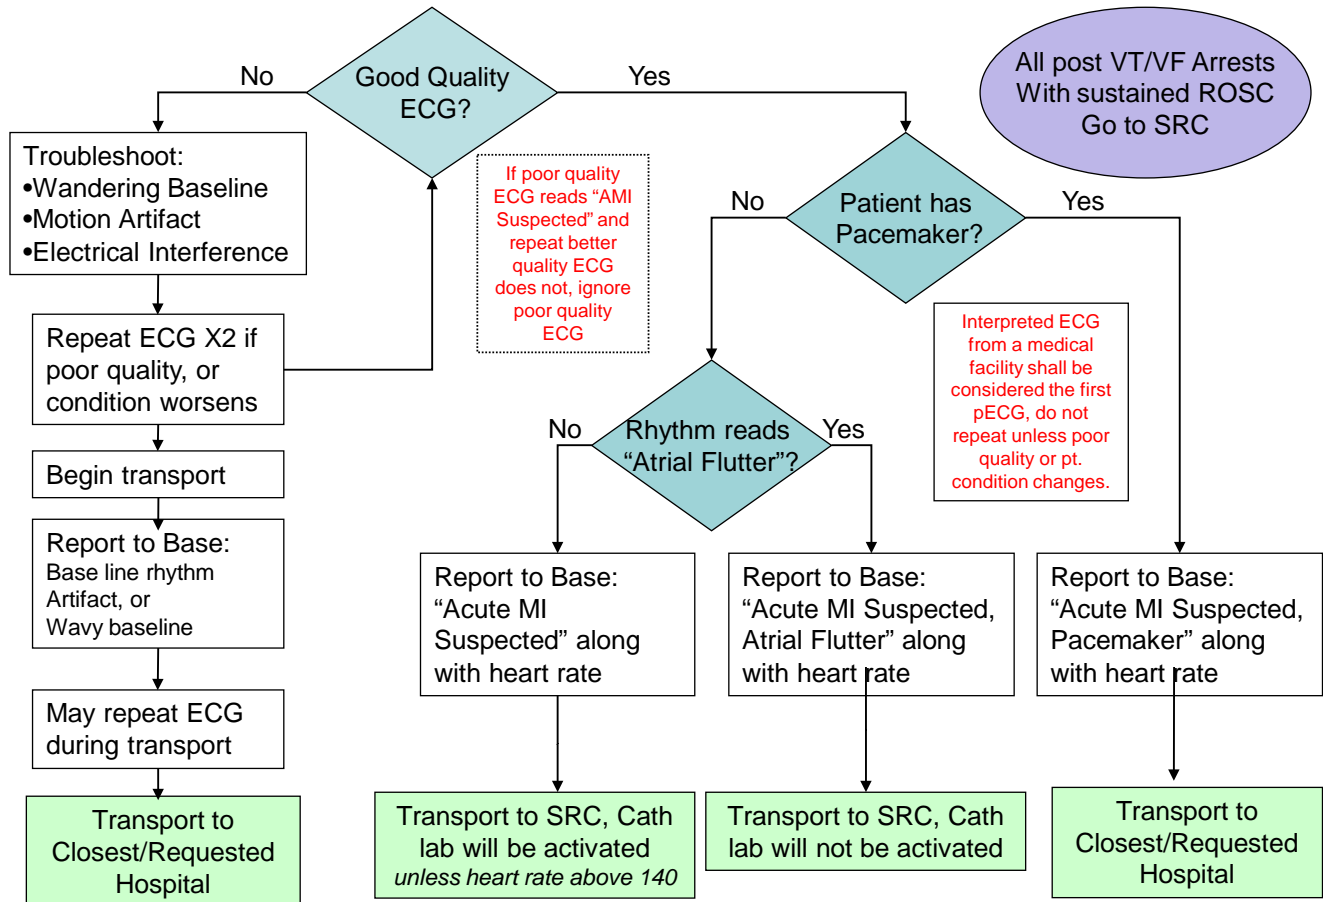 No
Good Quality
ECG?
Yes
All post VT/VF Arrests
With sustained ROSC
Go to SRC
Troubleshoot:
•Wandering Baseline
•Motion Artifact
•Electrical Interference
If poor quality
ECG reads “AMI
Suspected” and
repeat better
quality ECG
does not, ignore
poor quality
ECG
No
Patient has
Pacemaker?
Yes
Repeat ECG X2 if
poor quality, or
condition worsens
Interpreted ECG
from a medical
facility shall be
considered the first
pECG, do not
repeat unless poor
quality or pt.
condition changes.
No
Rhythm reads
“Atrial Flutter”?
Yes
Begin transport
Report to Base:
Base line rhythm
Artifact, or
Wavy baseline
Report to Base:
“Acute MI
Suspected” along
with heart rate
Report to Base:
“Acute MI Suspected,
Atrial Flutter” along
with heart rate
Report to Base:
“Acute MI Suspected,
Pacemaker” along
with heart rate
May repeat ECG
during transport
Transport to
Closest/Requested
Hospital
Transport to SRC, Cath
lab will be activated
unless heart rate above 140
Transport to SRC, Cath
lab will not be activated
Transport to
Closest/Requested
Hospital